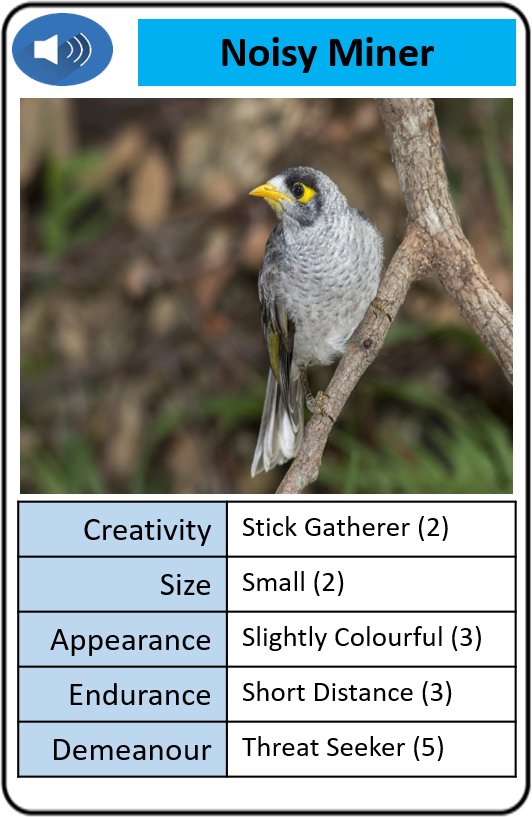 Noisy Miner
Creativity Stick Gatherer (2)
Size Small (2)
Appearance Slightly Colourful (3)
Endurance Short Distance (3)
Demeanour Threat Seeker (5)